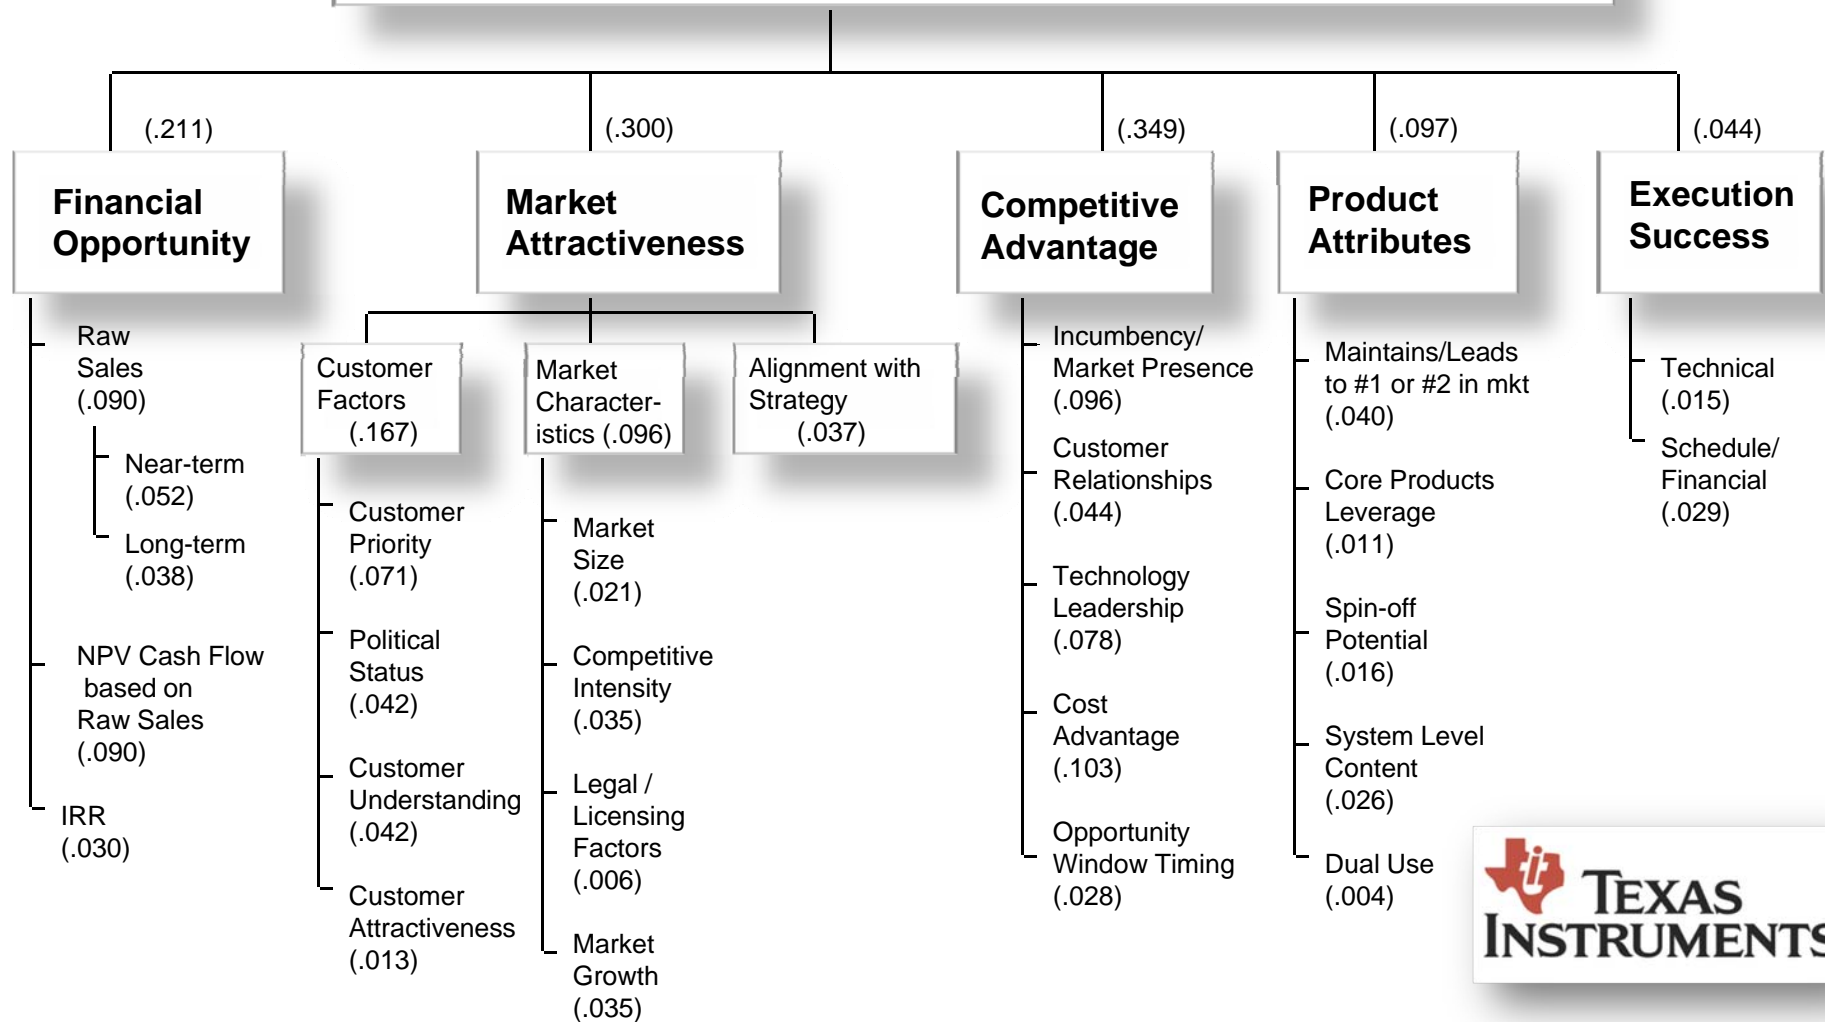 (.211)
(.300)
(.349)
(.097)
(.044)
Financial
Opportunity
Market
Attractiveness
Competitive
Advantage
Product
Attributes
Execution
Success
Raw
Sales
(.090)
Near-term
(.052)
Long-term
(.038)
NPV Cash Flow
based on
Raw Sales
(.090)
IRR
(.030)
Customer
Factors
(.167)
Customer
Priority
(.071)
Political
Status
(.042)
Customer
Understanding
(.042)
Customer
Attractiveness
(.013)
Market
Character-
istics (.096)
Market
Size
(.021)
Competitive
Intensity
(.035)
Legal /
Licensing
Factors
(.006)
Market
Growth
(.035)
Alignment with
Strategy
(.037)
Incumbency/
Market Presence
(.096)
Customer
Relationships
(.044)
Technology
Leadership
(.078)
Cost
Advantage
(.103)
Opportunity
Window Timing
(.028)
Maintains/Leads
to #1 or #2 in mkt
(.040)
Core Products
Leverage
(.011)
Spin-off
Potential
(.016)
System Level
Content
(.026)
Dual Use
(.004)
Technical
(.015)
Schedule/
Financial
(.029)
TEXAS
INSTRUMENTS